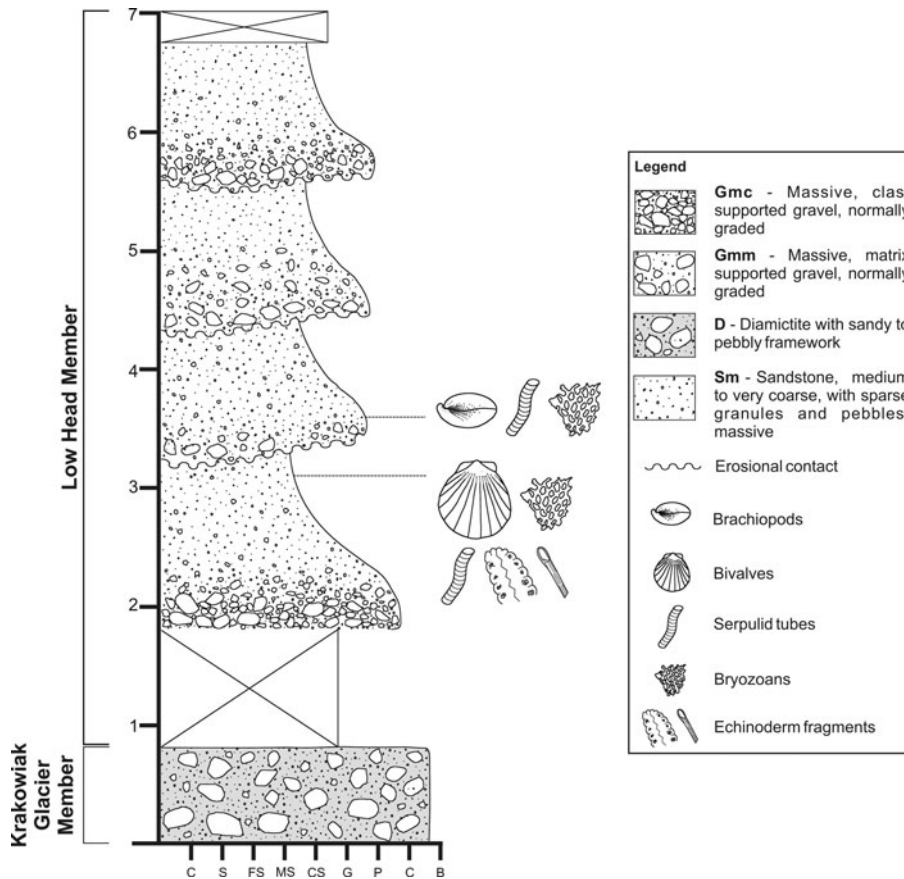 7
6
5
4
3
2
1
Low Head Member
Krakowiak
Glacier
Member
C S FS MS CS G P C B
Legend
Gmc - Massive, clas
supported gravel, normally
graded
Gmm - Massive, matrix
supported gravel, normally
graded
D - Diamictite with sandy to
pebbly framework
Sm - Sandstone, medium
to very coarse, with sparse
granules and pebbles
massive
Erosional contact
Brachiopods
Bivalves
Serpulid tubes
Bryozoans
Echinoderm fragments